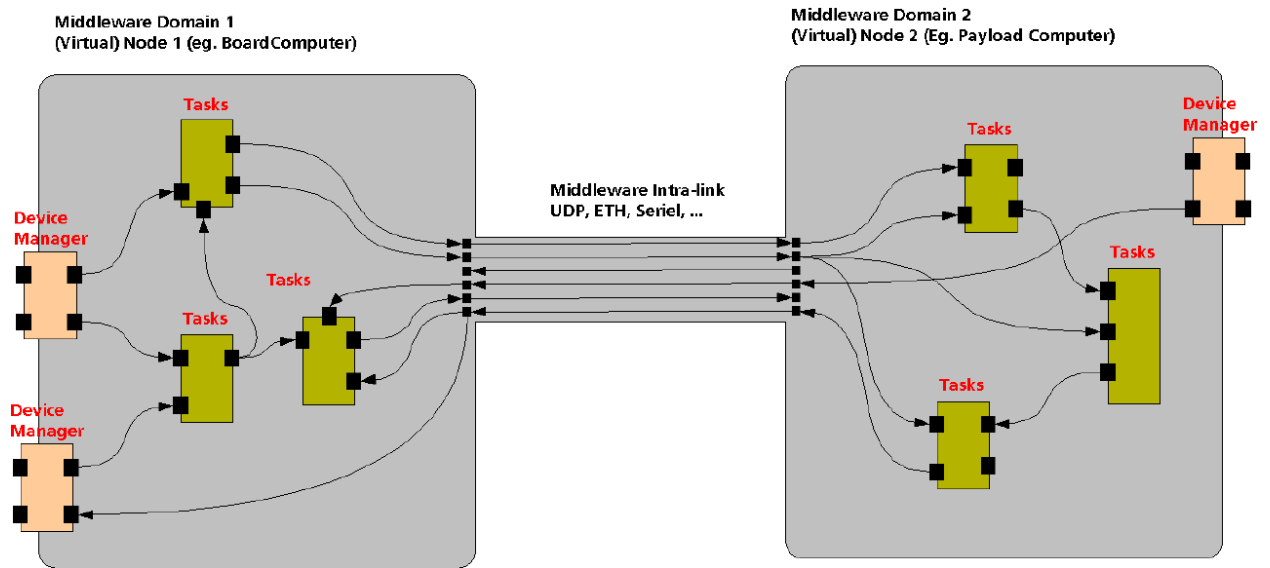 Middleware Domain 1
(Virtual) Node 1 (eg. BoardComputer)
Middleware Domain 2
(Virtual) Node 2 (Eg. Payload Computer)
Tasks
Device
Manager
Tasks
Middleware Intra-link
UDP, ETH, Seriel, ...
Device
Manager
Tasks
Tasks
Tasks
Device
Manager
Tasks